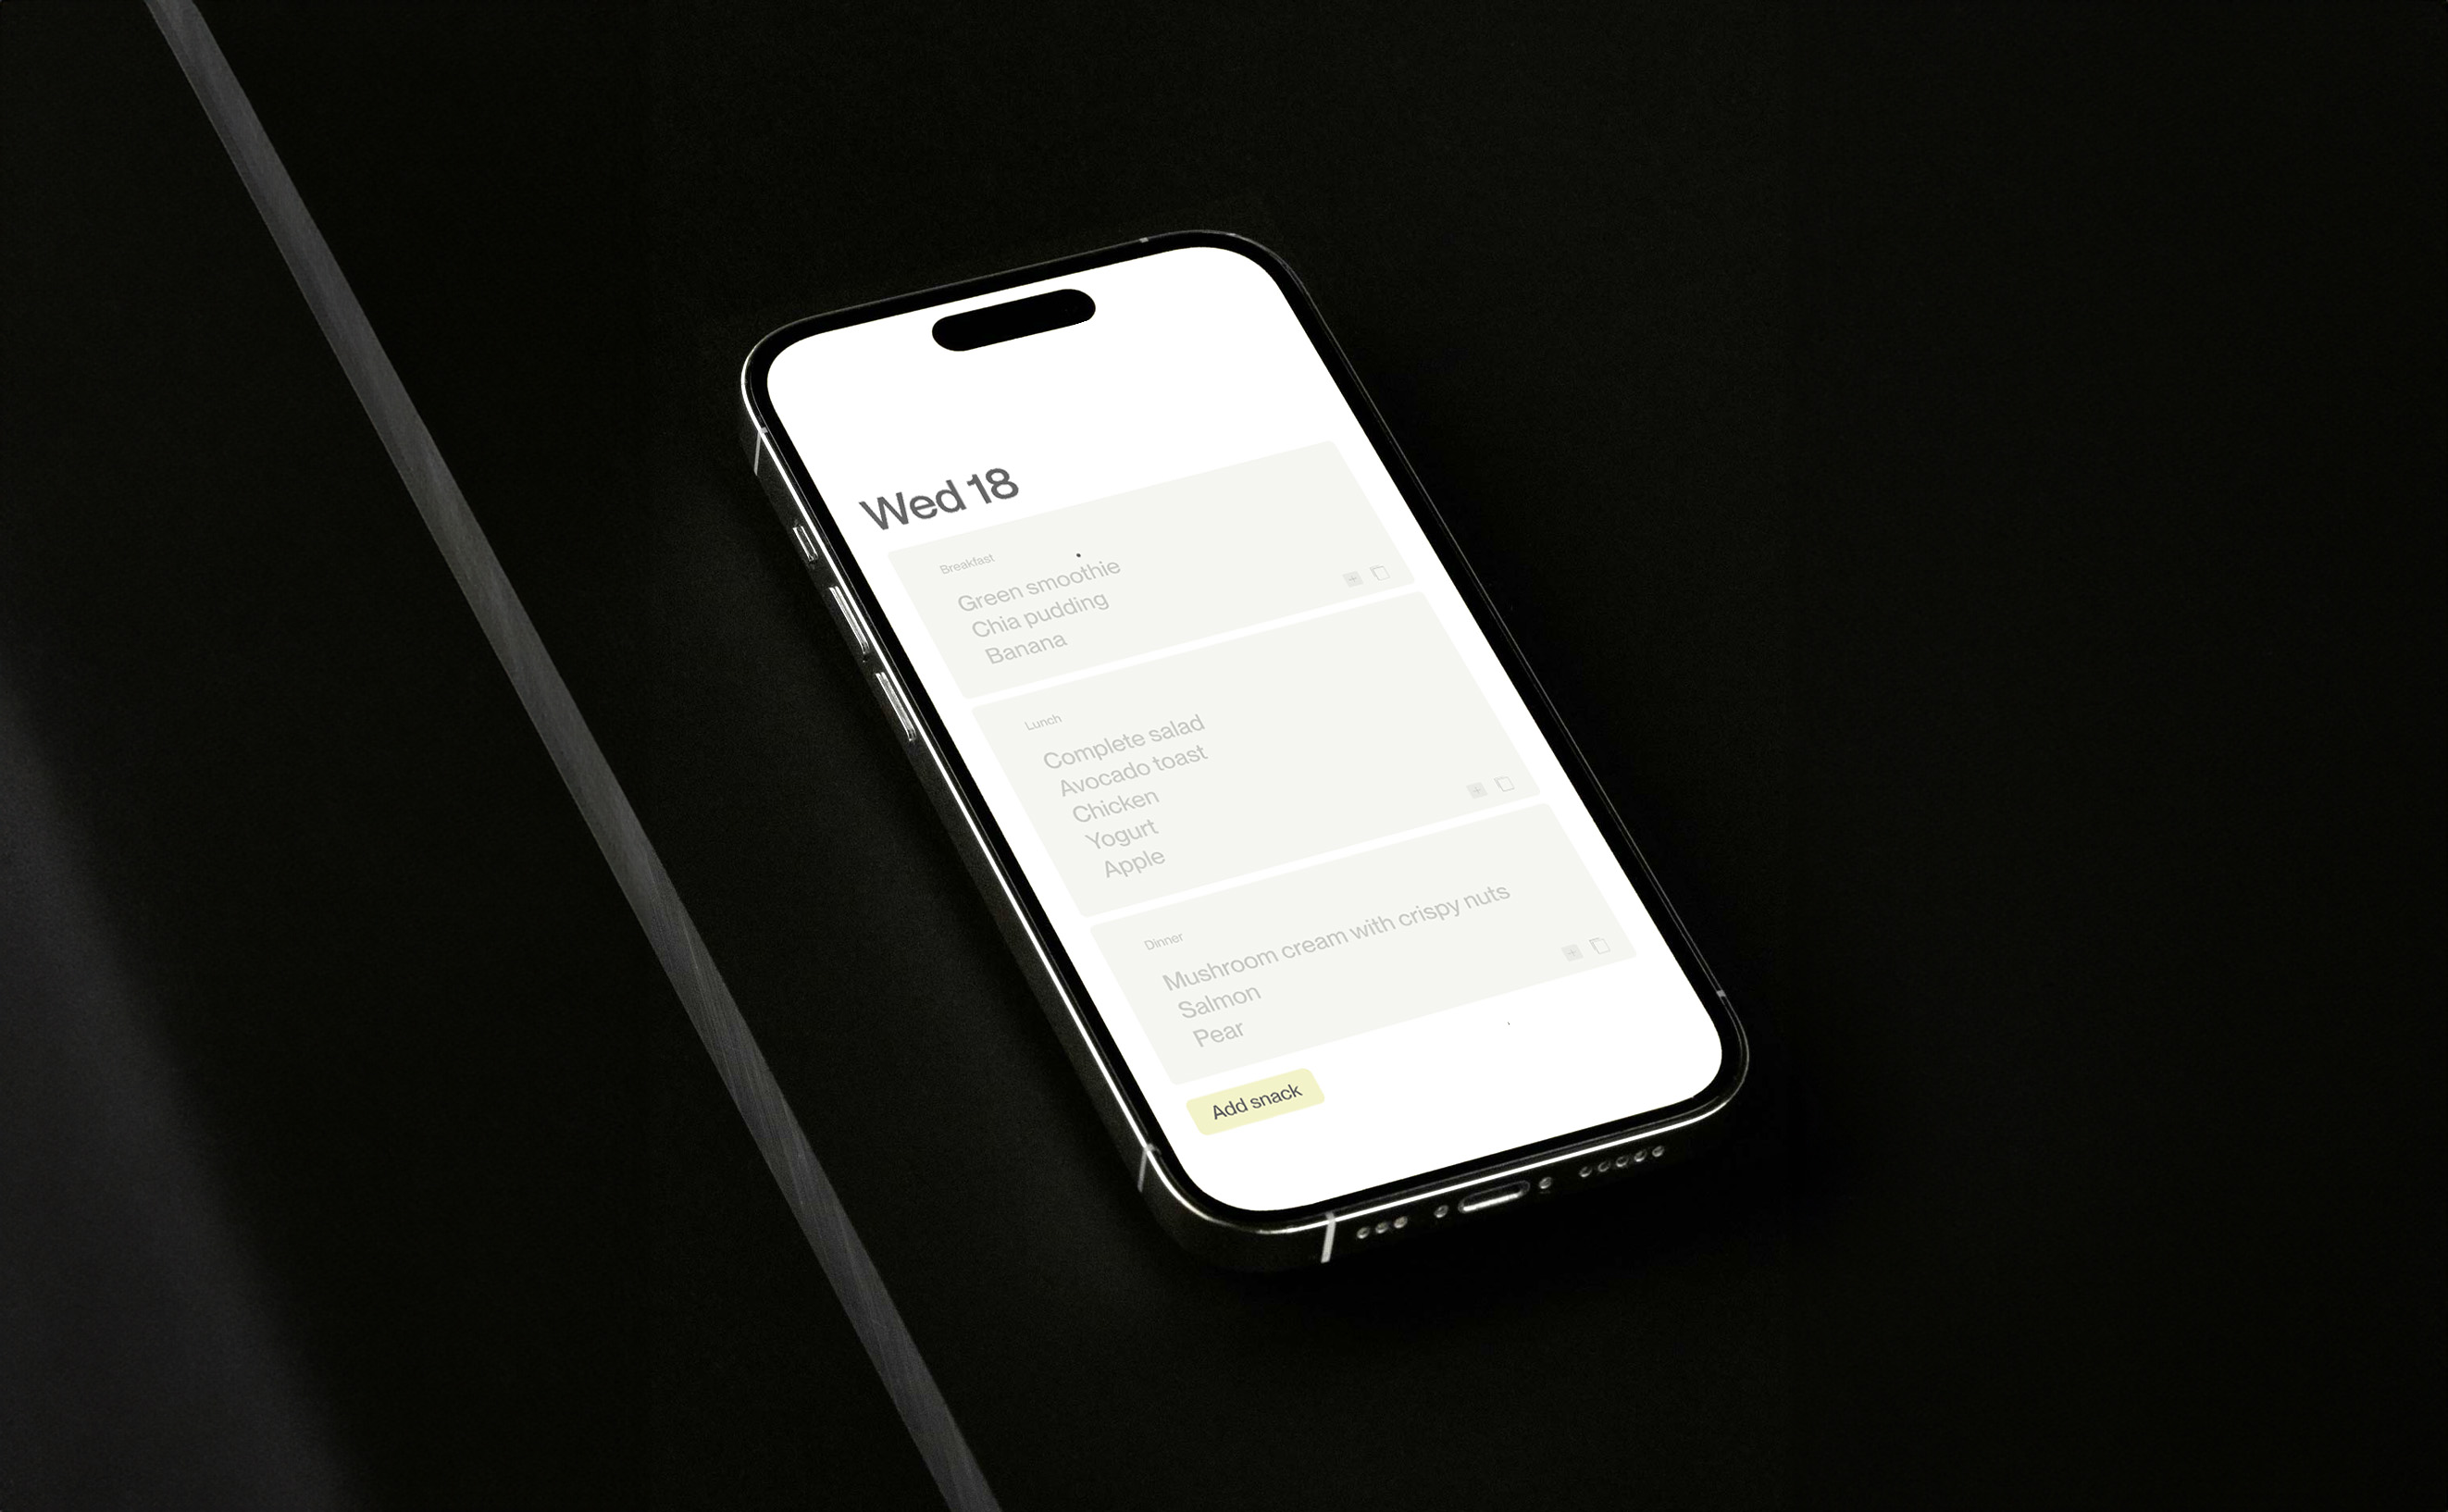 Wed 18
Breakfast
Green smoothie
Chia pudding
Banana
Lunch
Complete salad
Avocado toast
Chicken
Yogurt
Apple
Dinner
Mushroom cream with crispy nuts
Salmon
Pear
Add snack